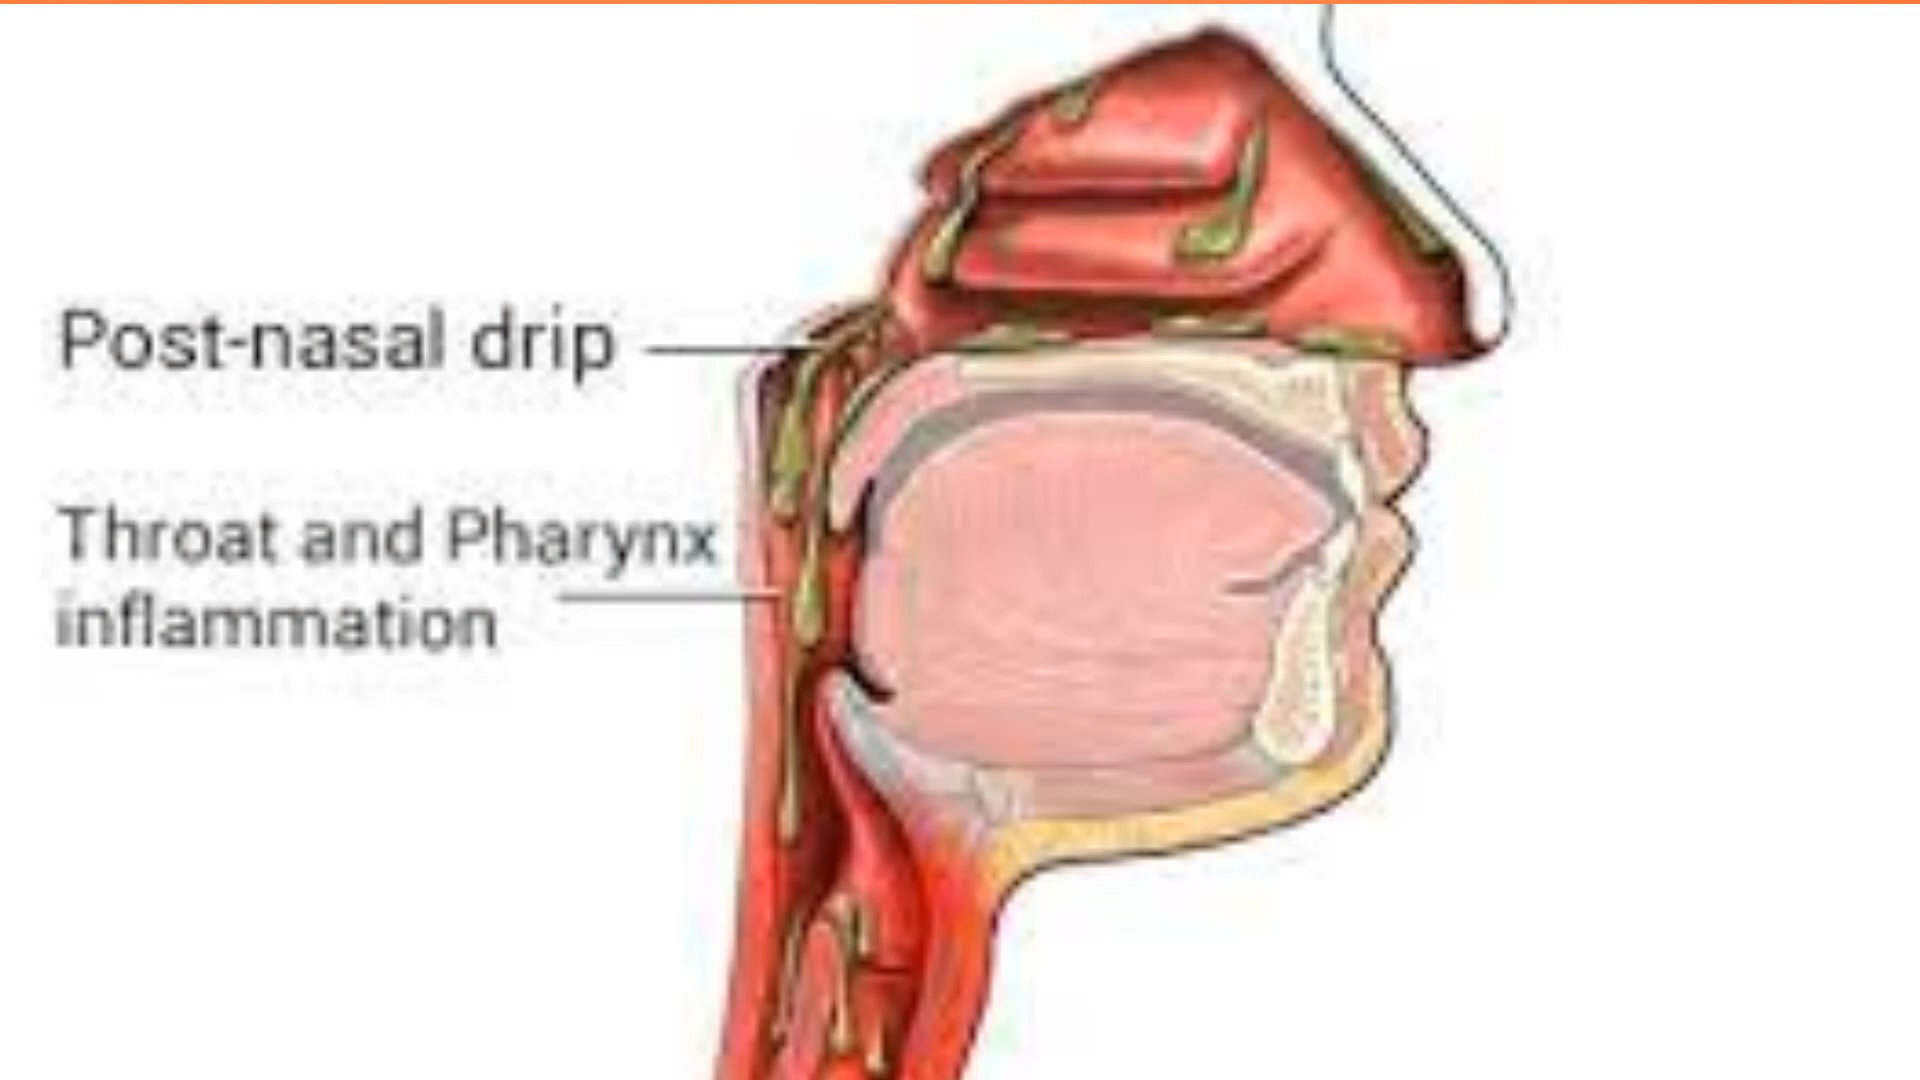 Post-nasal drip
Throat and Pharynx
inflammation